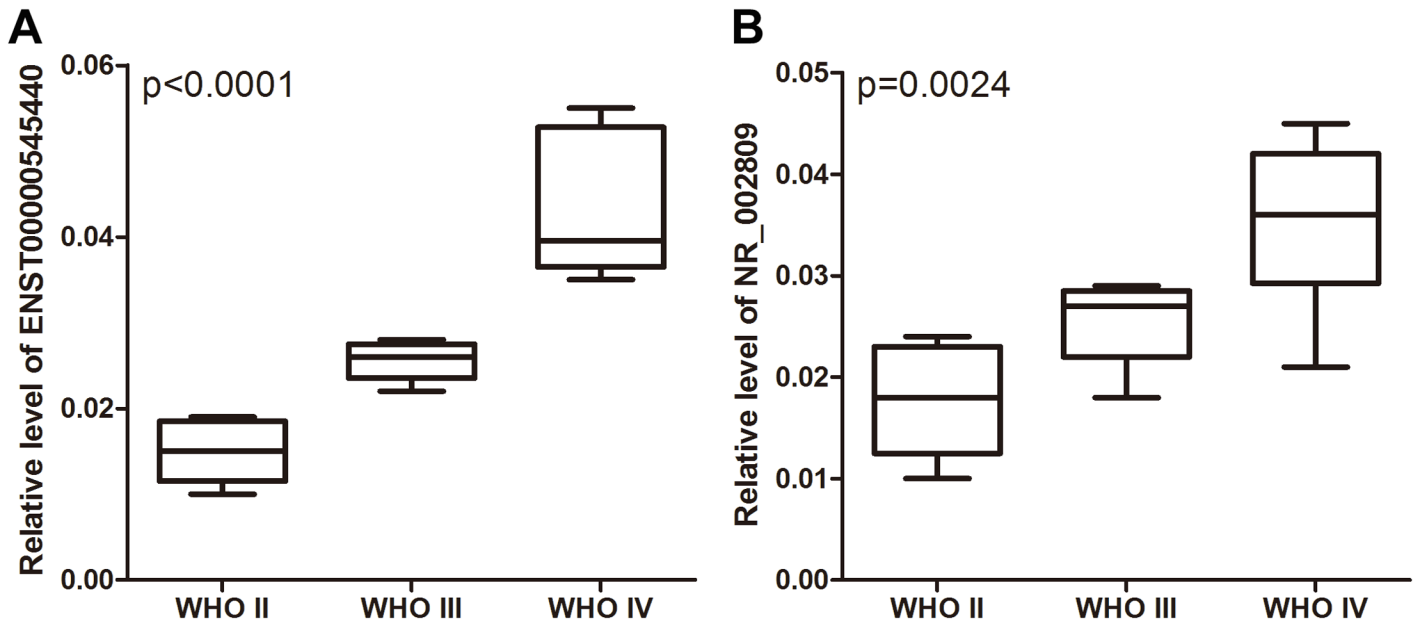 A
Relative level of ENST00000545440
0.06
0.04
0.02
0.00
p<0.0001
WHO II
WHO III
WHO IV
B
Relative level of NR_002809
0.05
0.04
0.03
0.02
0.01
0.00
p=0.0024
WHO II
WHO III
WHO IV